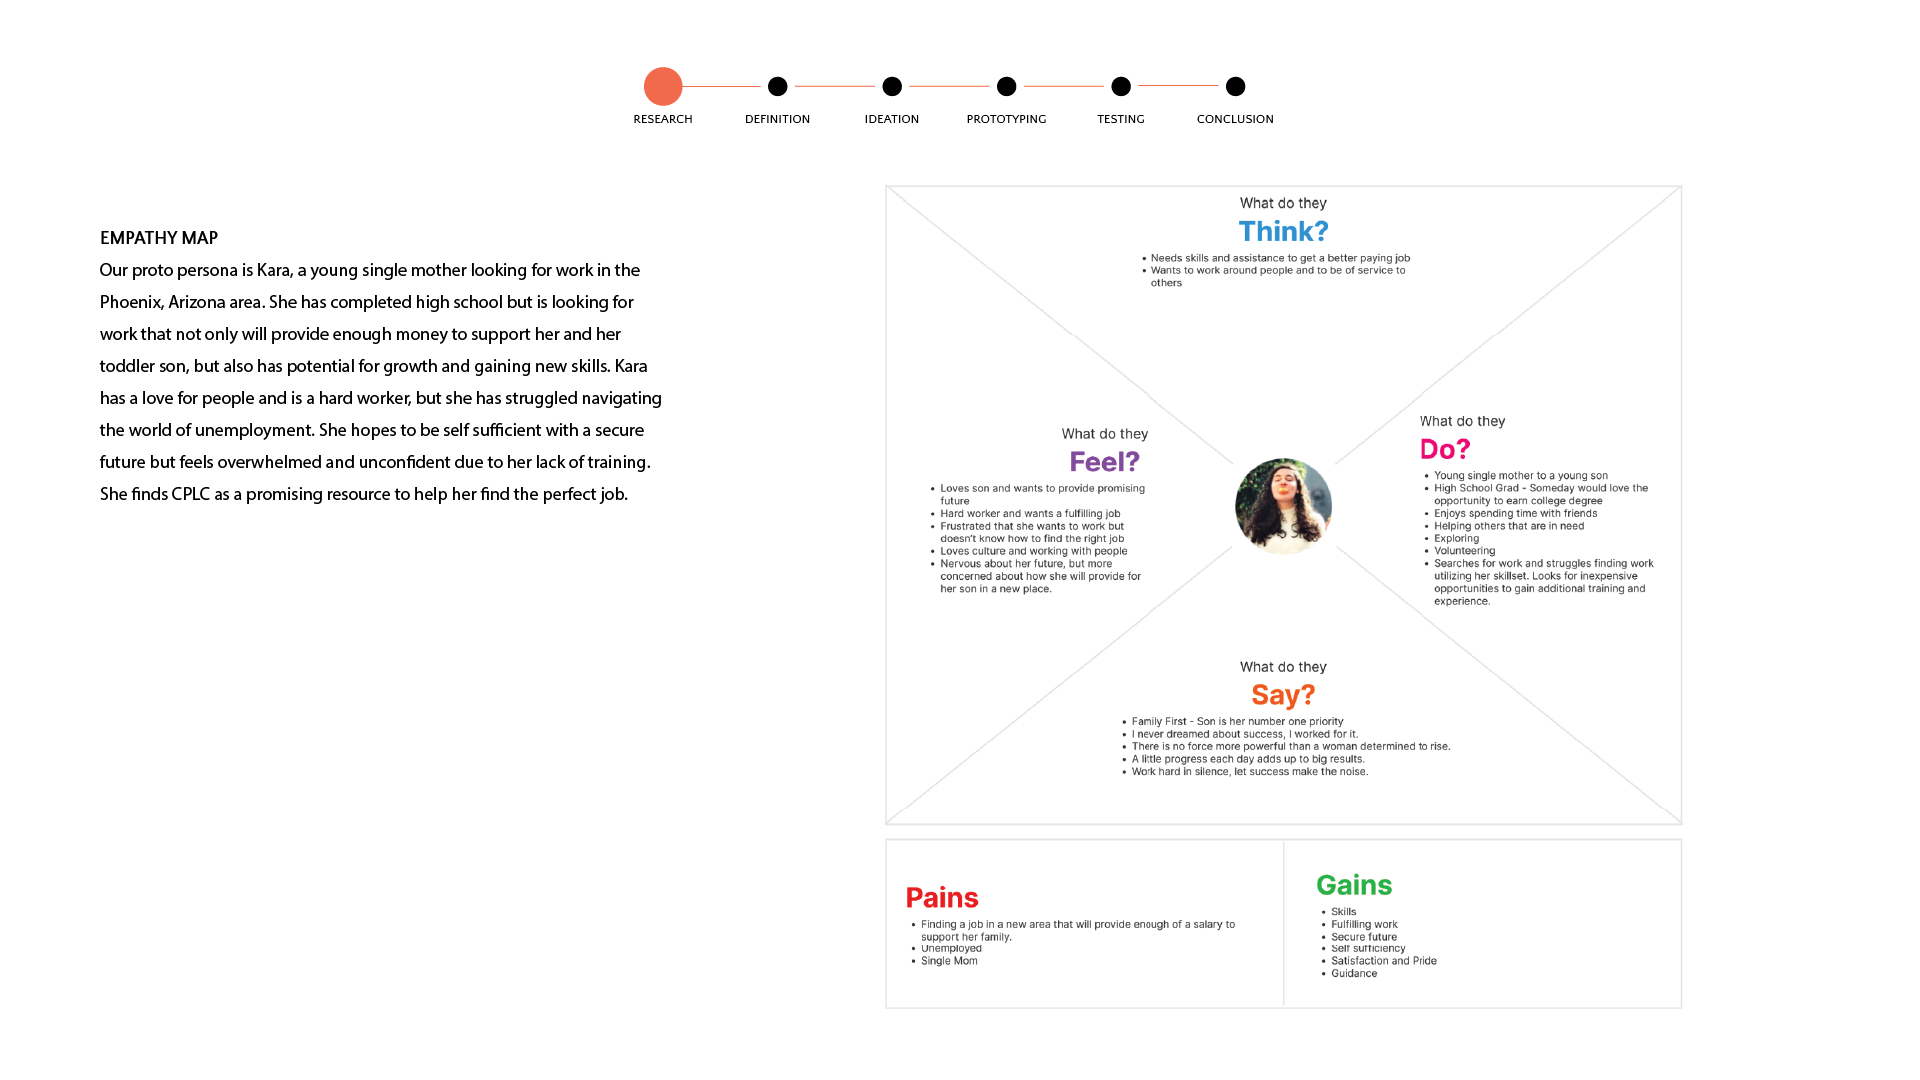 RESEARCH
DEFINITION
IDEATION
PROTOTYPING
TESTING
CONCLUSION
EMPATHY MAP
Our proto persona is Kara, a young single mother looking for work in the
Phoenix, Arizona area. She has completed high school but is looking for
work that not only will provide enough money to support her and her
toddler son, but also has potential for growth and gaining new skills. Kara
has a love for people and is a hard worker, but she has struggled navigating
the world of unemployment. She hopes to be self sufficient with a secure
future but feels overwhelmed and unconfident due to her lack of training.
She finds CPLC as a promising resource to help her find the perfect job.
What do they
Think?
• Needs skills and assistance to get a better paying job
• Wants to work around people and to be of service to
others
What do they
Feel?
• Loves son and wants to provide promising
future
• Hard worker and wants a fulfilling job
• Frustrated that she wants to work but
doesn't know how to find the right job
• Loves culture and working with people
• Nervous about her future, but more
concerned about how she will provide for
her son in a new place.
What do they
Do?
• Young single mother to a young son
• High School Grad - Someday would love the
opportunity to earn college degree
• Enjoys spending time with friends
• Helping others that are in need
• Exploring
• Volunteering
• Searches for work and struggles finding work
utilizing her skillset. Looks for inexpensive
opportunities to gain additional training and
experience.
What do they
Say?
• Family First - Son is her number one priority
• I never dreamed about success, I worked for it.
• There is no force more powerful than a woman determined to rise.
• A little progress each day adds up to big results.
• Work hard in silence, let success make the noise.
Pains
• Finding a job in a new area that will provide enough of a salary to
support her family.
• Unemployed
• Single Mom
Gains
• Skills
• Fulfilling work
• Secure future
• Self sufficiency
• Satisfaction and Pride
• Guidance